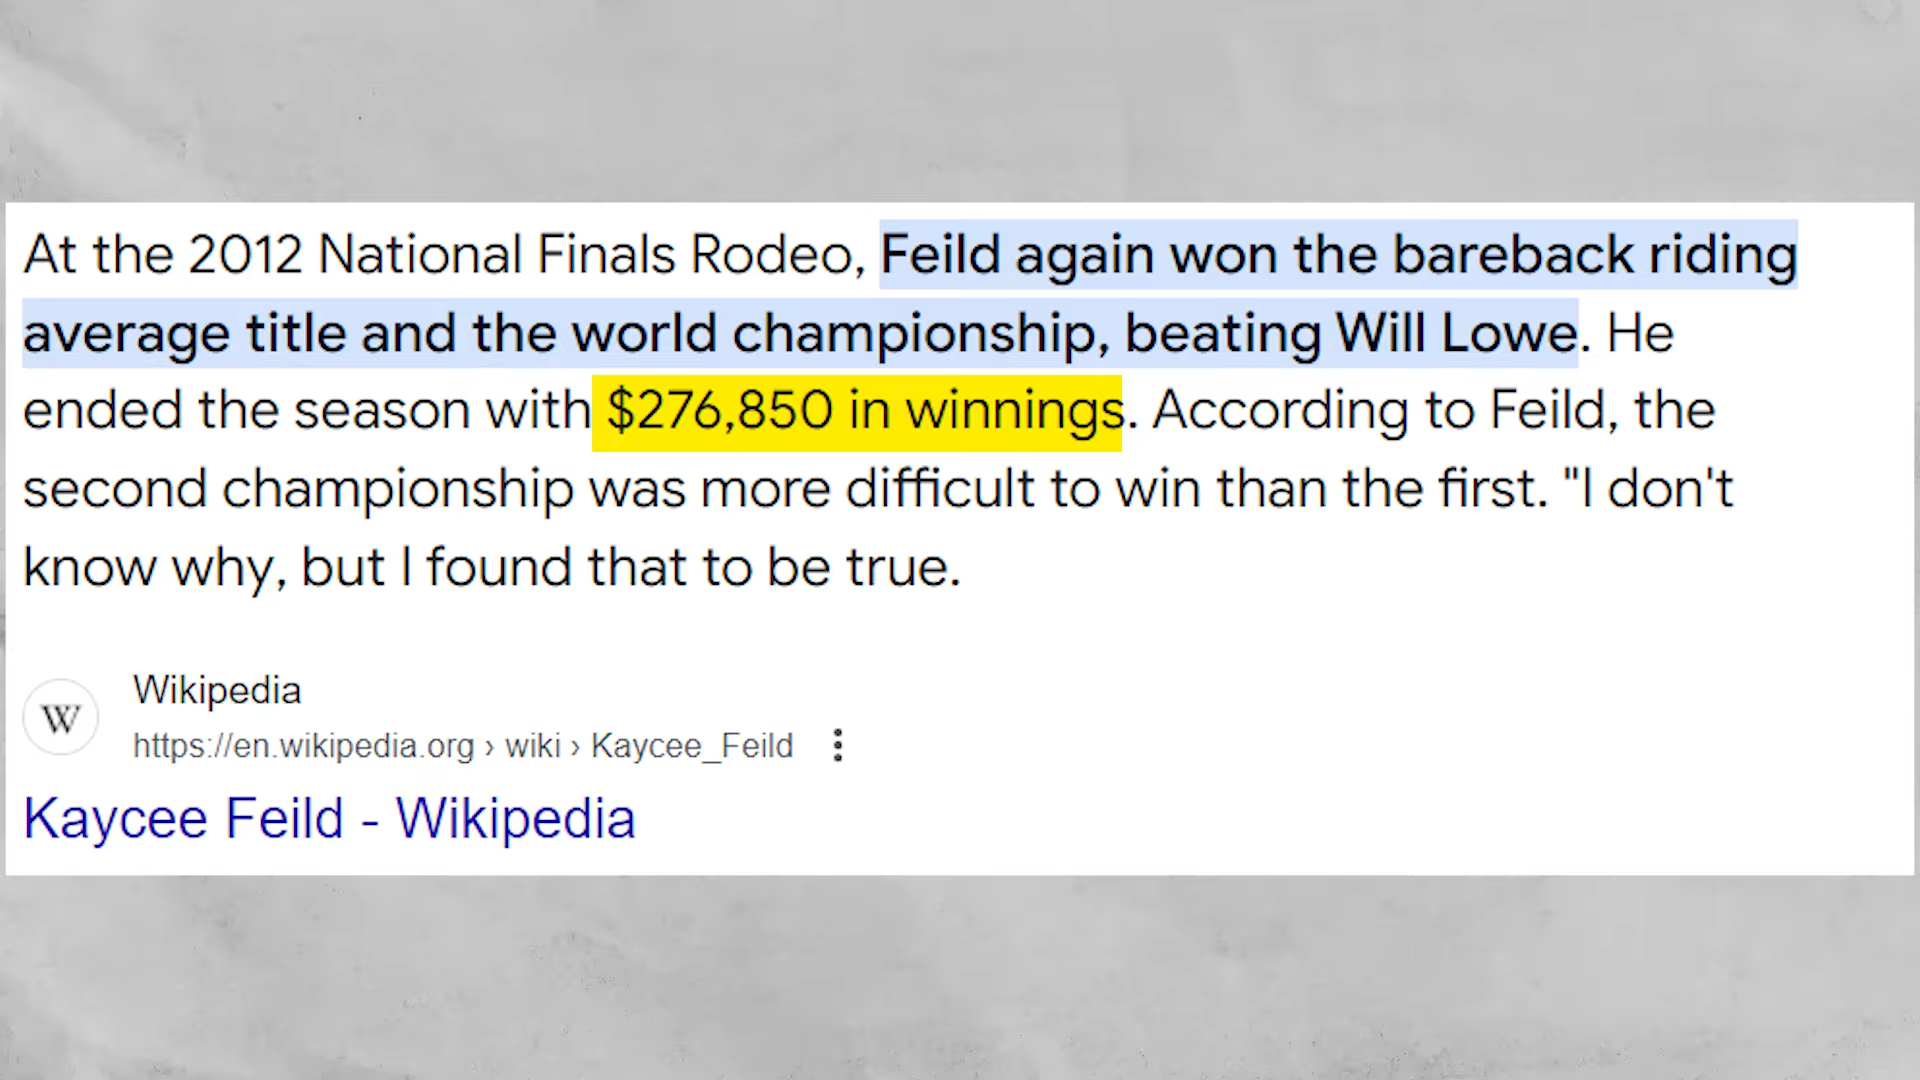 At the 2012 National Finals Rodeo, Feild again won the bareback riding
average title and the world championship, beating Will Lowe. He
ended the season with $276,850 in winnings. According to Feild, the
second championship was more difficult to win than the first. "I don't
know why, but I found that to be true.
W
Wikipedia
https://en.wikipedia.org › wiki › Kaycee_Feild
Kaycee Feild - Wikipedia